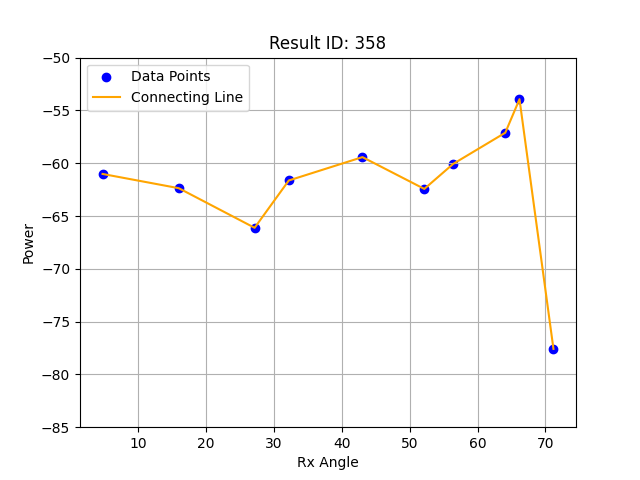 Result ID: 358
Data Points
Connecting Line
Power
−50
−55
−60
−65
−70
−75
−80
−85
10 20 30 40 50 60 70
Rx Angle